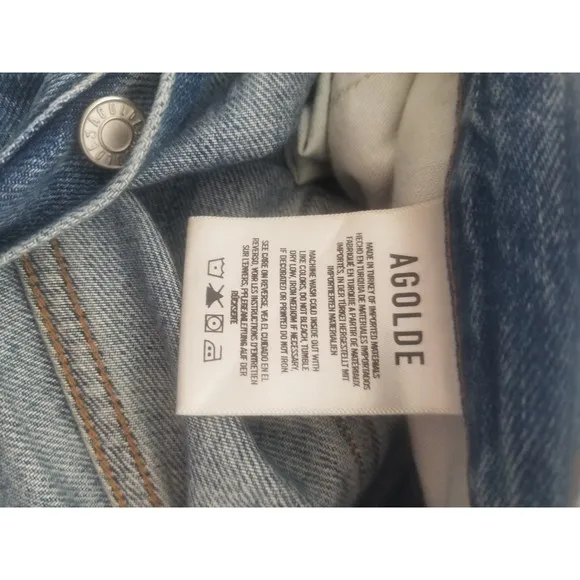 AGOLDE
MADE IN TURKEY OF IMPORTED MATERIALS
HECHO EN TURQUIA DE MATERIALES IMPORTADOS
FABRIQUÉ EN TURQUIE À PARTIR DE MATÉRIAUX
IMPORTÉS, IN DER TÜRKEI HERGESTELLT MIT
IMPORTIERTEN MATERIALIEN
MACHINE WASH COLD INSIDE OUT WITH
LIKE COLORS, DO NOT BLEACH, TUMBLE
DRY LOW, IRON MEDIUM IF NECESSARY.
IF DECORATED OR PRINTED DO NOT IRON
SEE CARE ON REVERSE, VEA EL CUIDADO EN EL
REVERSO, VOIR LES INSTRUCTIONS D'ENTRETIEN
SUR L'ENVERS, PFLEGEANLEITUNG AUF DER
RÜCKSEITE
AGOLDE